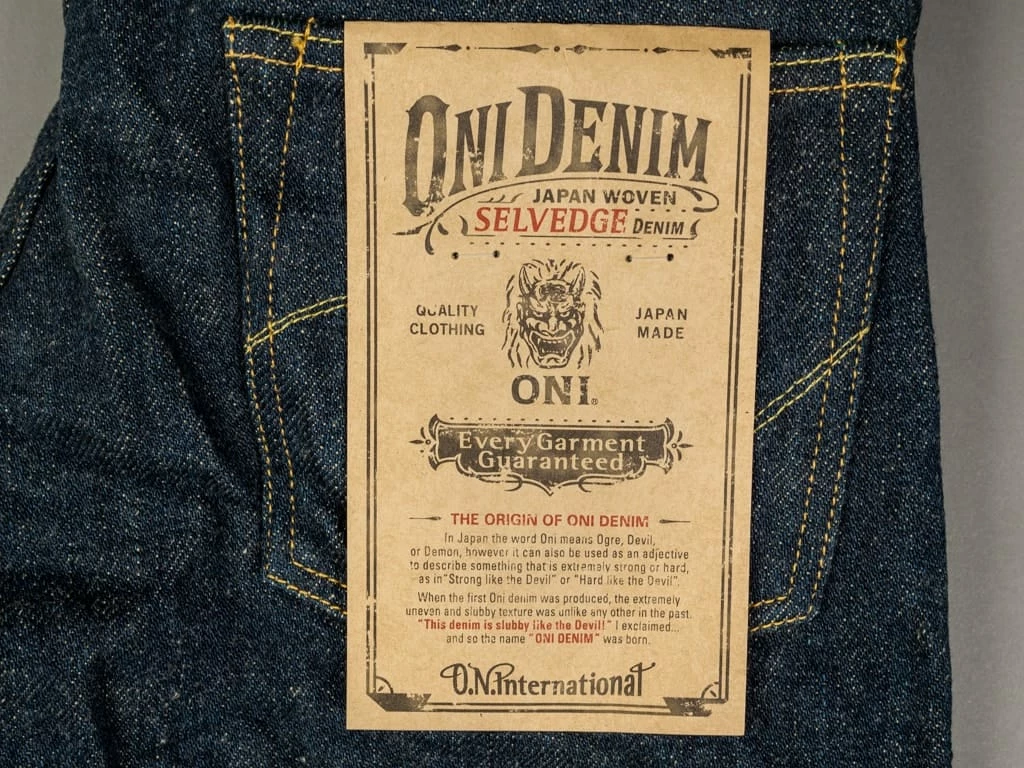 ONI DENIM
JAPAN WOVEN
SELVEDGE DENIM
QUALITY
CLOTHING
JAPAN
MADE
ONI®
Every Garment
Guaranteed
THE ORIGIN OF ONI DENIM
In Japan the word Oni means Ogre, Devil,
or Demon, however it can also be used as an adjective
to describe something that is extremely strong or hard,
as in "Strong like the Devil" or "Hard like the Devil".
When the first Oni denim was produced, the extremely
uneven and slubby texture was unlike any other in the past.
"This denim is slubby like the Devil!" I exclaimed...
and so the name "ONI DENIM" was born.
O.N.International